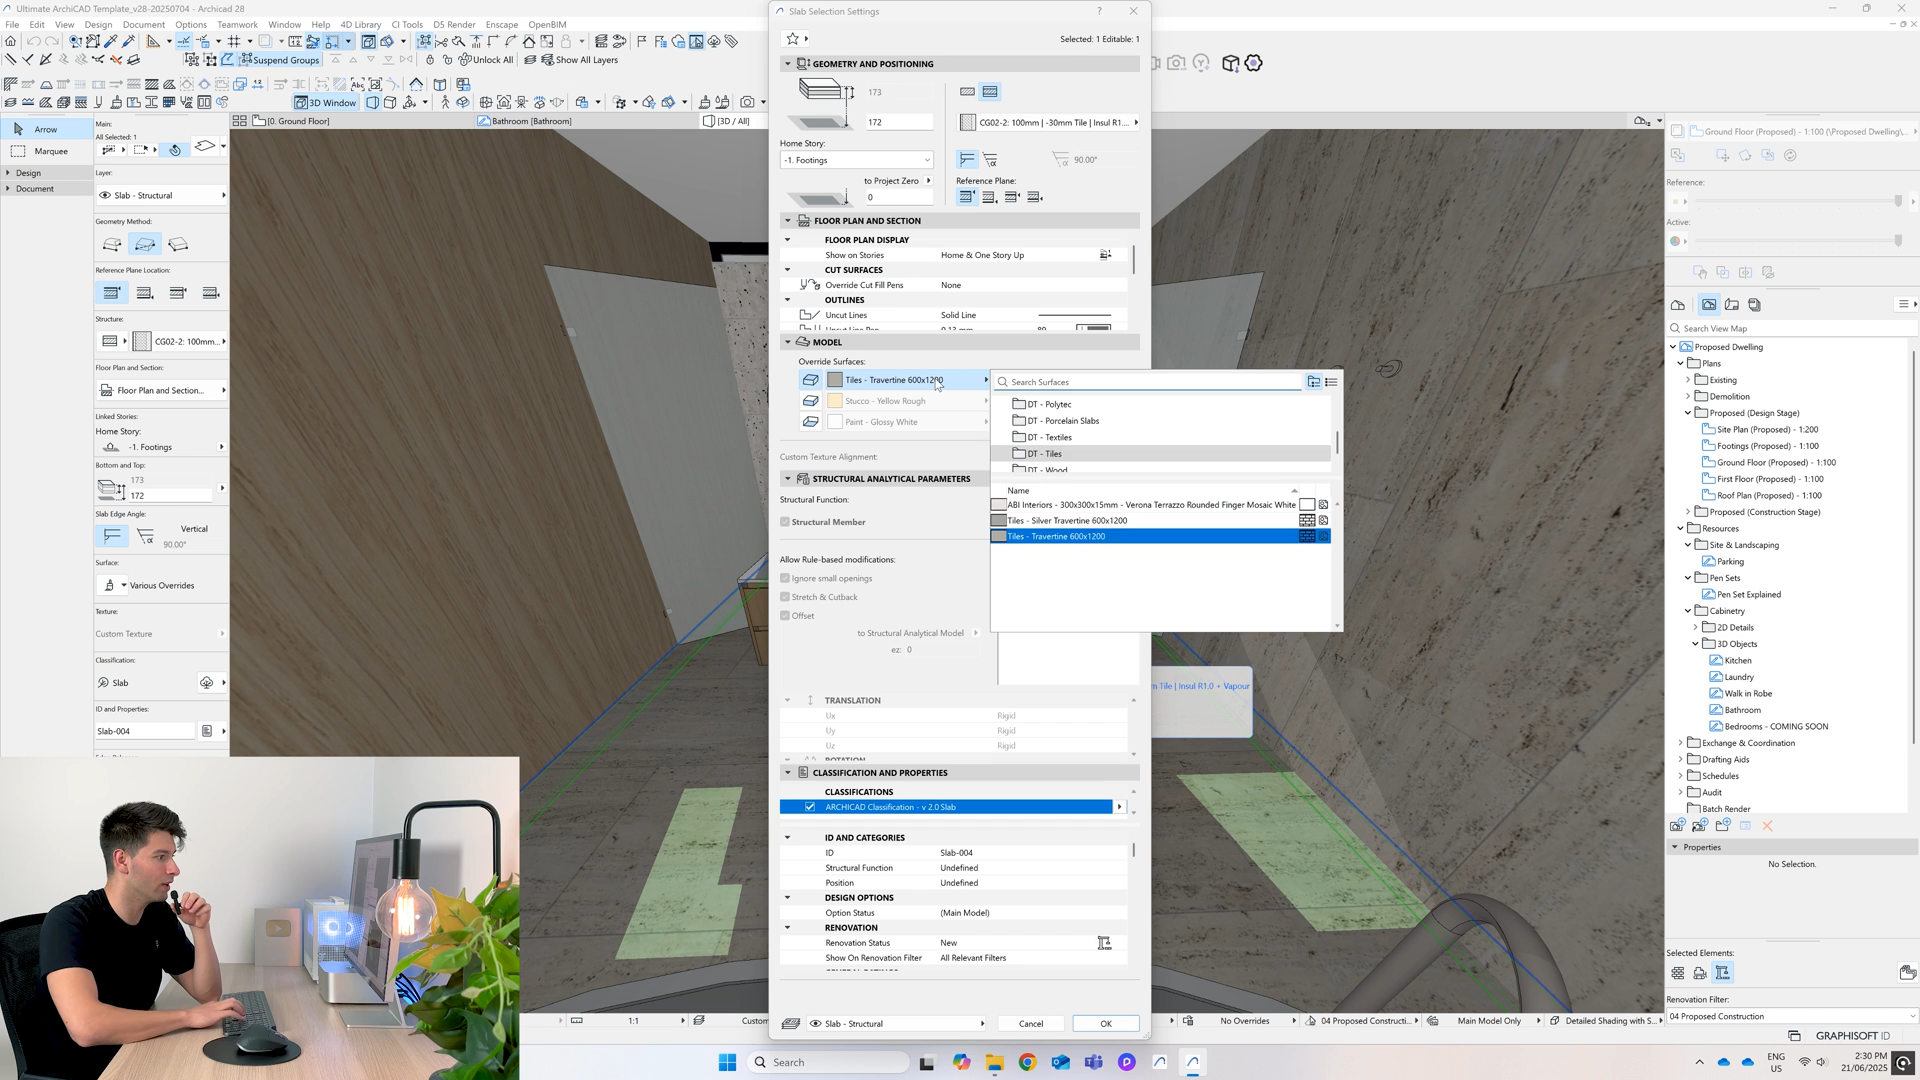 Ultimate ArchiCAD Template_v28-20250704 - Archicad 28
File Edit View Design Document Options Teamwork Window Help 4D Library CI Tools D5 Render Enscape OpenBIM
Suspend Groups
Unlock All
Show All Layers
3D Window
[0. Ground Floor]
Bathroom [Bathroom]
[3D / All]
Arrow
Marquee
Design
Document
Main:
All Selected: 1
Layer:
Slab - Structural
Geometry Method:
Reference Plane Location:
Structure:
CG02-2: 100mm...
Floor Plan and Section:
Floor Plan and Section...
Linked Stories:
Home Story:
-1. Footings
Bottom and Top:
173
172
Slab Edge Angle:
Vertical
90.00°
Surface:
Various Overrides
Texture:
Custom Texture
Classification:
Slab
ID and Properties:
Slab-004
Slab Selection Settings
?
Selected: 1 Editable: 1
GEOMETRY AND POSITIONING
173
172
CG02-2: 100mm | -30mm Tile | Insul R1....
Home Story:
-1. Footings
90.00°
to Project Zero
Reference Plane:
0
FLOOR PLAN AND SECTION
FLOOR PLAN DISPLAY
Show on Stories Home & One Story Up
CUT SURFACES
Override Cut Fill Pens None
OUTLINES
Uncut Lines Solid Line
Uncut Line Pen 0.13 mm 89
MODEL
Override Surfaces:
Tiles - Travertine 600x1200
Stucco - Yellow Rough
Paint - Glossy White
Custom Texture Alignment:
STRUCTURAL ANALYTICAL PARAMETERS
Structural Function:
Structural Member
Allow Rule-based modifications:
Ignore small openings
Stretch & Cutback
Offset
to Structural Analytical Model
ez: 0
TRANSLATION
Ux Rigid
Uy Rigid
Uz Rigid
ROTATION
CLASSIFICATION AND PROPERTIES
CLASSIFICATIONS
ARCHICAD Classification - v 2.0 Slab
ID AND CATEGORIES
ID Slab-004
Structural Function Undefined
Position Undefined
DESIGN OPTIONS
Option Status (Main Model)
RENOVATION
Renovation Status New
Show On Renovation Filter All Relevant Filters
Slab - Structural
Cancel
OK
Search Surfaces
DT - Polytec
DT - Porcelain Slabs
DT - Textiles
DT - Tiles
DT - Wood
Name
ABI Interiors - 300x300x15mm - Verona Terrazzo Rounded Finger Mosaic White
Tiles - Silver Travertine 600x1200
Tiles - Travertine 600x1200
m Tile | Insul R1.0 + Vapour
Ground Floor (Proposed) - 1:100 (\Proposed Dwelling\...
Reference:
Active:
Search View Map
Proposed Dwelling
Plans
Existing
Demolition
Proposed (Design Stage)
Site Plan (Proposed) - 1:200
Footings (Proposed) - 1:100
Ground Floor (Proposed) - 1:100
First Floor (Proposed) - 1:100
Roof Plan (Proposed) - 1:100
Proposed (Construction Stage)
Resources
Site & Landscaping
Parking
Pen Sets
Pen Set Explained
Cabinetry
2D Details
3D Objects
Kitchen
Laundry
Walk in Robe
Bathroom
Bedrooms - COMING SOON
Exchange & Coordination
Drafting Aids
Schedules
Audit
Batch Render
Properties
No Selection.
Selected Elements:
Renovation Filter:
04 Proposed Construction
GRAPHISOFT ID
1:1
Custom
No Overrides
04 Proposed Constructi...
Main Model Only
Detailed Shading with S...
Search
ENG
US
2:30 PM
21/06/2025